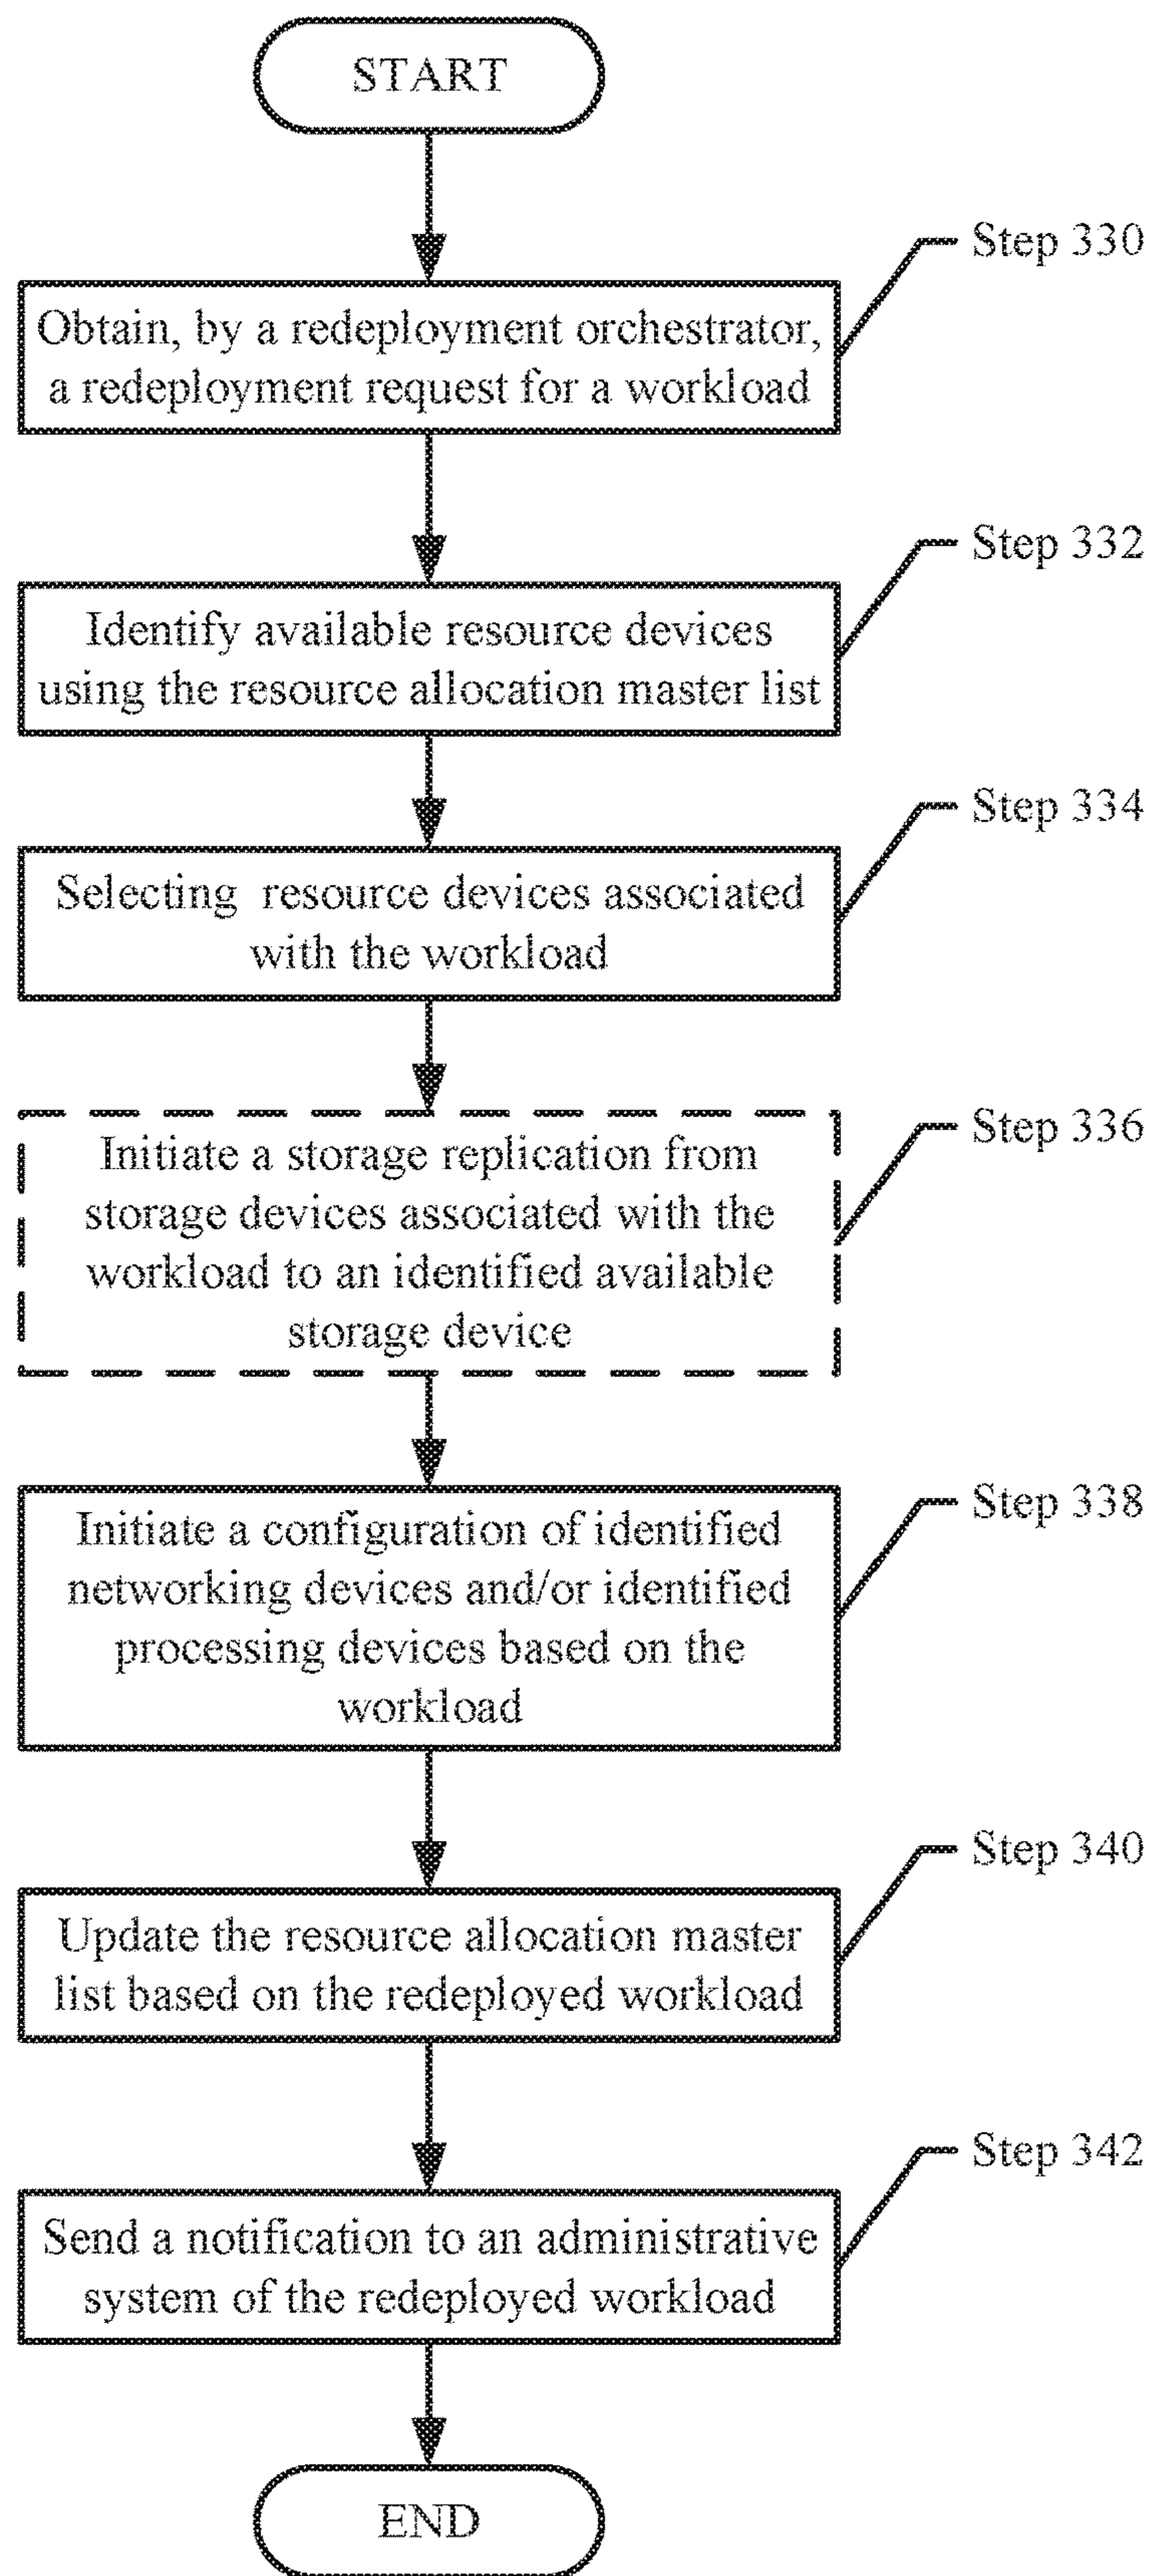 START
Step 330
Obtain, by a redeployment orchestrator,
a redeployment request for a workload
Step 332
Identify available resource devices
using the resource allocation master list
Step 334
Selecting resource devices associated
with the workload
Step 336
Initiate a storage replication from
storage devices associated with the
workload to an identified available
storage device
Step 338
Initiate a configuration of identified
networking devices and/or identified
processing devices based on the
workload
Step 340
Update the resource allocation master
list based on the redeployed workload
Step 342
Send a notification to an administrative
system of the redeployed workload
END